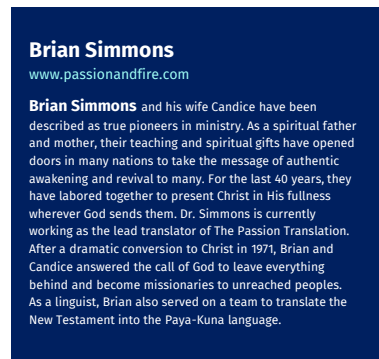 Brian Simmons
www.passionandfire.com
Brian Simmons and his wife Candice have been
described as true pioneers in ministry. As a spiritual father
and mother, their teaching and spiritual gifts have opened
doors in many nations to take the message of authentic
awakening and revival to many. For the last 40 years, they
have labored together to present Christ in His fullness
wherever God sends them. Dr. Simmons is currently
working as the lead translator of The Passion Translation.
After a dramatic conversion to Christ in 1971, Brian and
Candice answered the call of God to leave everything
behind and become missionaries to unreached peoples.
As a linguist, Brian also served on a team to translate the
New Testament into the Paya-Kuna language.